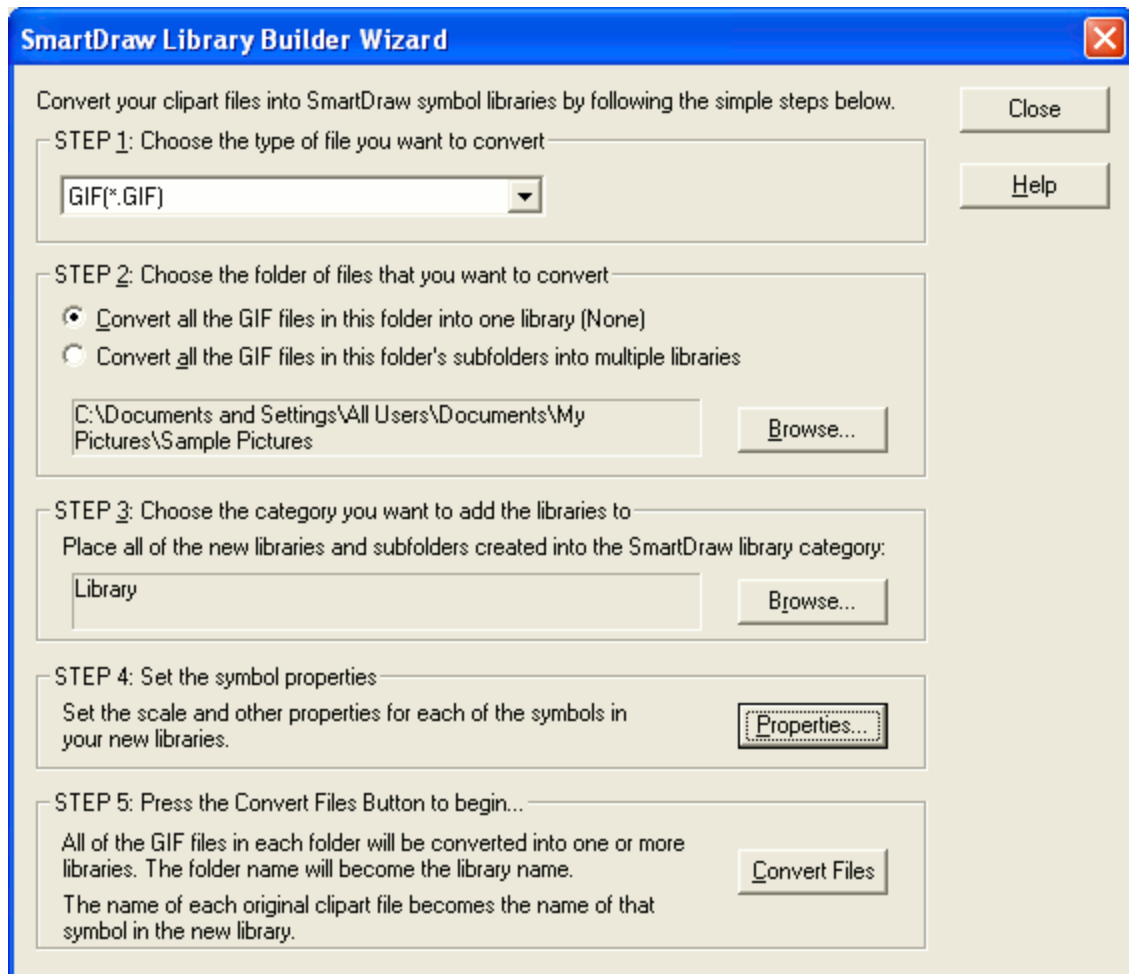 SmartDraw Library Builder Wizard
Convert your clipart files into SmartDraw symbol libraries by following the simple steps below.
Close
STEP 1: Choose the type of file you want to convert
GIF(*.GIF)
Help
STEP 2: Choose the folder of files that you want to convert
Convert all the GIF files in this folder into one library (None)
Convert all the GIF files in this folder's subfolders into multiple libraries
C:\Documents and Settings\All Users\Documents\My
Pictures\Sample Pictures
Browse...
STEP 3: Choose the category you want to add the libraries to
Place all of the new libraries and subfolders created into the SmartDraw library category:
Library
Browse...
STEP 4: Set the symbol properties
Set the scale and other properties for each of the symbols in
your new libraries.
Properties...
STEP 5: Press the Convert Files Button to begin...
All of the GIF files in each folder will be converted into one or more
libraries. The folder name will become the library name.
Convert Files
The name of each original clipart file becomes the name of that
symbol in the new library.